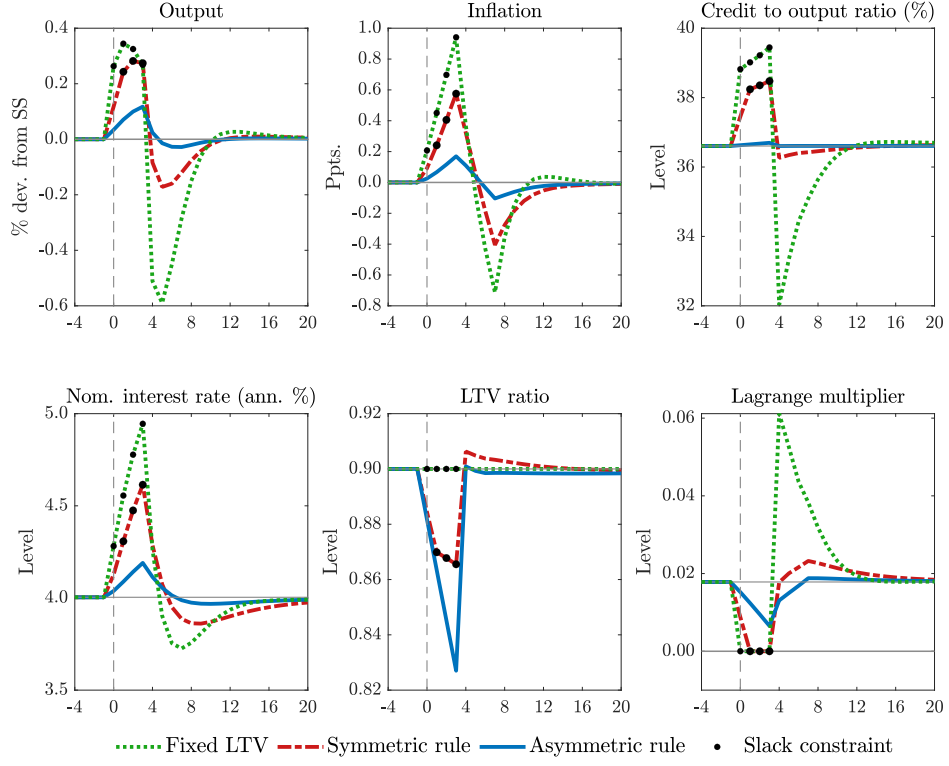 Output
Inflation
Credit to output ratio (%)
% dev. from SS
0.6
0.4
0.2
0.0
-0.2
-0.4
-0.6
-4 0 4 8 12 16 20
Ppts.
1.0
0.8
0.6
0.4
0.2
0.0
-0.2
-0.4
-0.6
-0.8
-4 0 4 8 12 16 20
Level
40
38
36
34
32
-4 0 4 8 12 16 20
Nom. interest rate (ann. %)
LTV ratio
Lagrange multiplier
Level
5.0
4.5
4.0
3.5
-4 0 4 8 12 16 20
Level
0.92
0.90
0.88
0.86
0.84
0.82
-4 0 4 8 12 16 20
Level
0.06
0.04
0.02
0.00
-4 0 4 8 12 16 20
Fixed LTV Symmetric rule Asymmetric rule Slack constraint